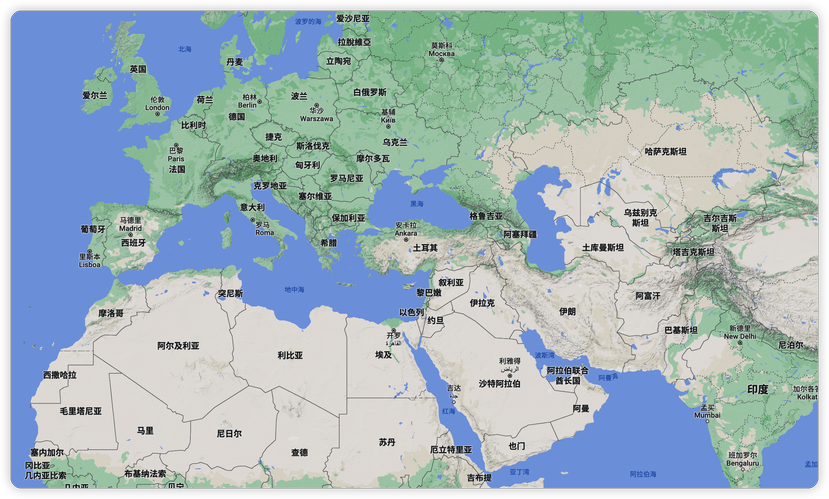 爱沙尼亚
波罗的海
拉脫維亞
北海
莫斯科
Москва
丹麦
立陶宛
英国
白俄罗斯
爱尔兰
荷兰
柏林
Berlin
波兰
伦敦
London
华沙
Warszawa
德国
基辅
Київ
比利时
捷克
乌克兰
斯洛伐克
巴黎
Paris
奥地利
摩尔多瓦
哈萨克斯坦
匈牙利
法国
罗马尼亚
克罗地亚
塞尔维亚
黑海
意大利
保加利亚
格鲁吉亚
乌兹别克
斯坦
吉尔吉斯
斯坦
马德里
Madrid
葡萄牙
罗马
Roma
安卡拉
Ankara
阿塞拜疆
西班牙
希腊
土耳其
土库曼斯坦
塔吉克斯坦
里斯本
Lisboa
叙利亚
地中海
突尼斯
黎巴嫩
阿富汗
伊拉克
摩洛哥
以色列
约旦
伊朗
巴基斯坦
新德里
New Delhi
开罗
القاهرة
阿尔及利亚
利比亚
埃及
波斯湾
尼泊尔
利雅得
الرياض
西撒哈拉
阿拉伯联合
酋长国
沙特阿拉伯
吉达
جدة
印度
加尔各答
Kolkat
毛里塔尼亚
红海
阿曼
孟买
Mumbai
马里
尼日尔
苏丹
也门
塞内加尔
查德
厄立特里亚
班加罗尔
Bengaluru
冈比亚
几内亚比索
布基纳法索
吉布提
亚丁湾
阿拉伯海